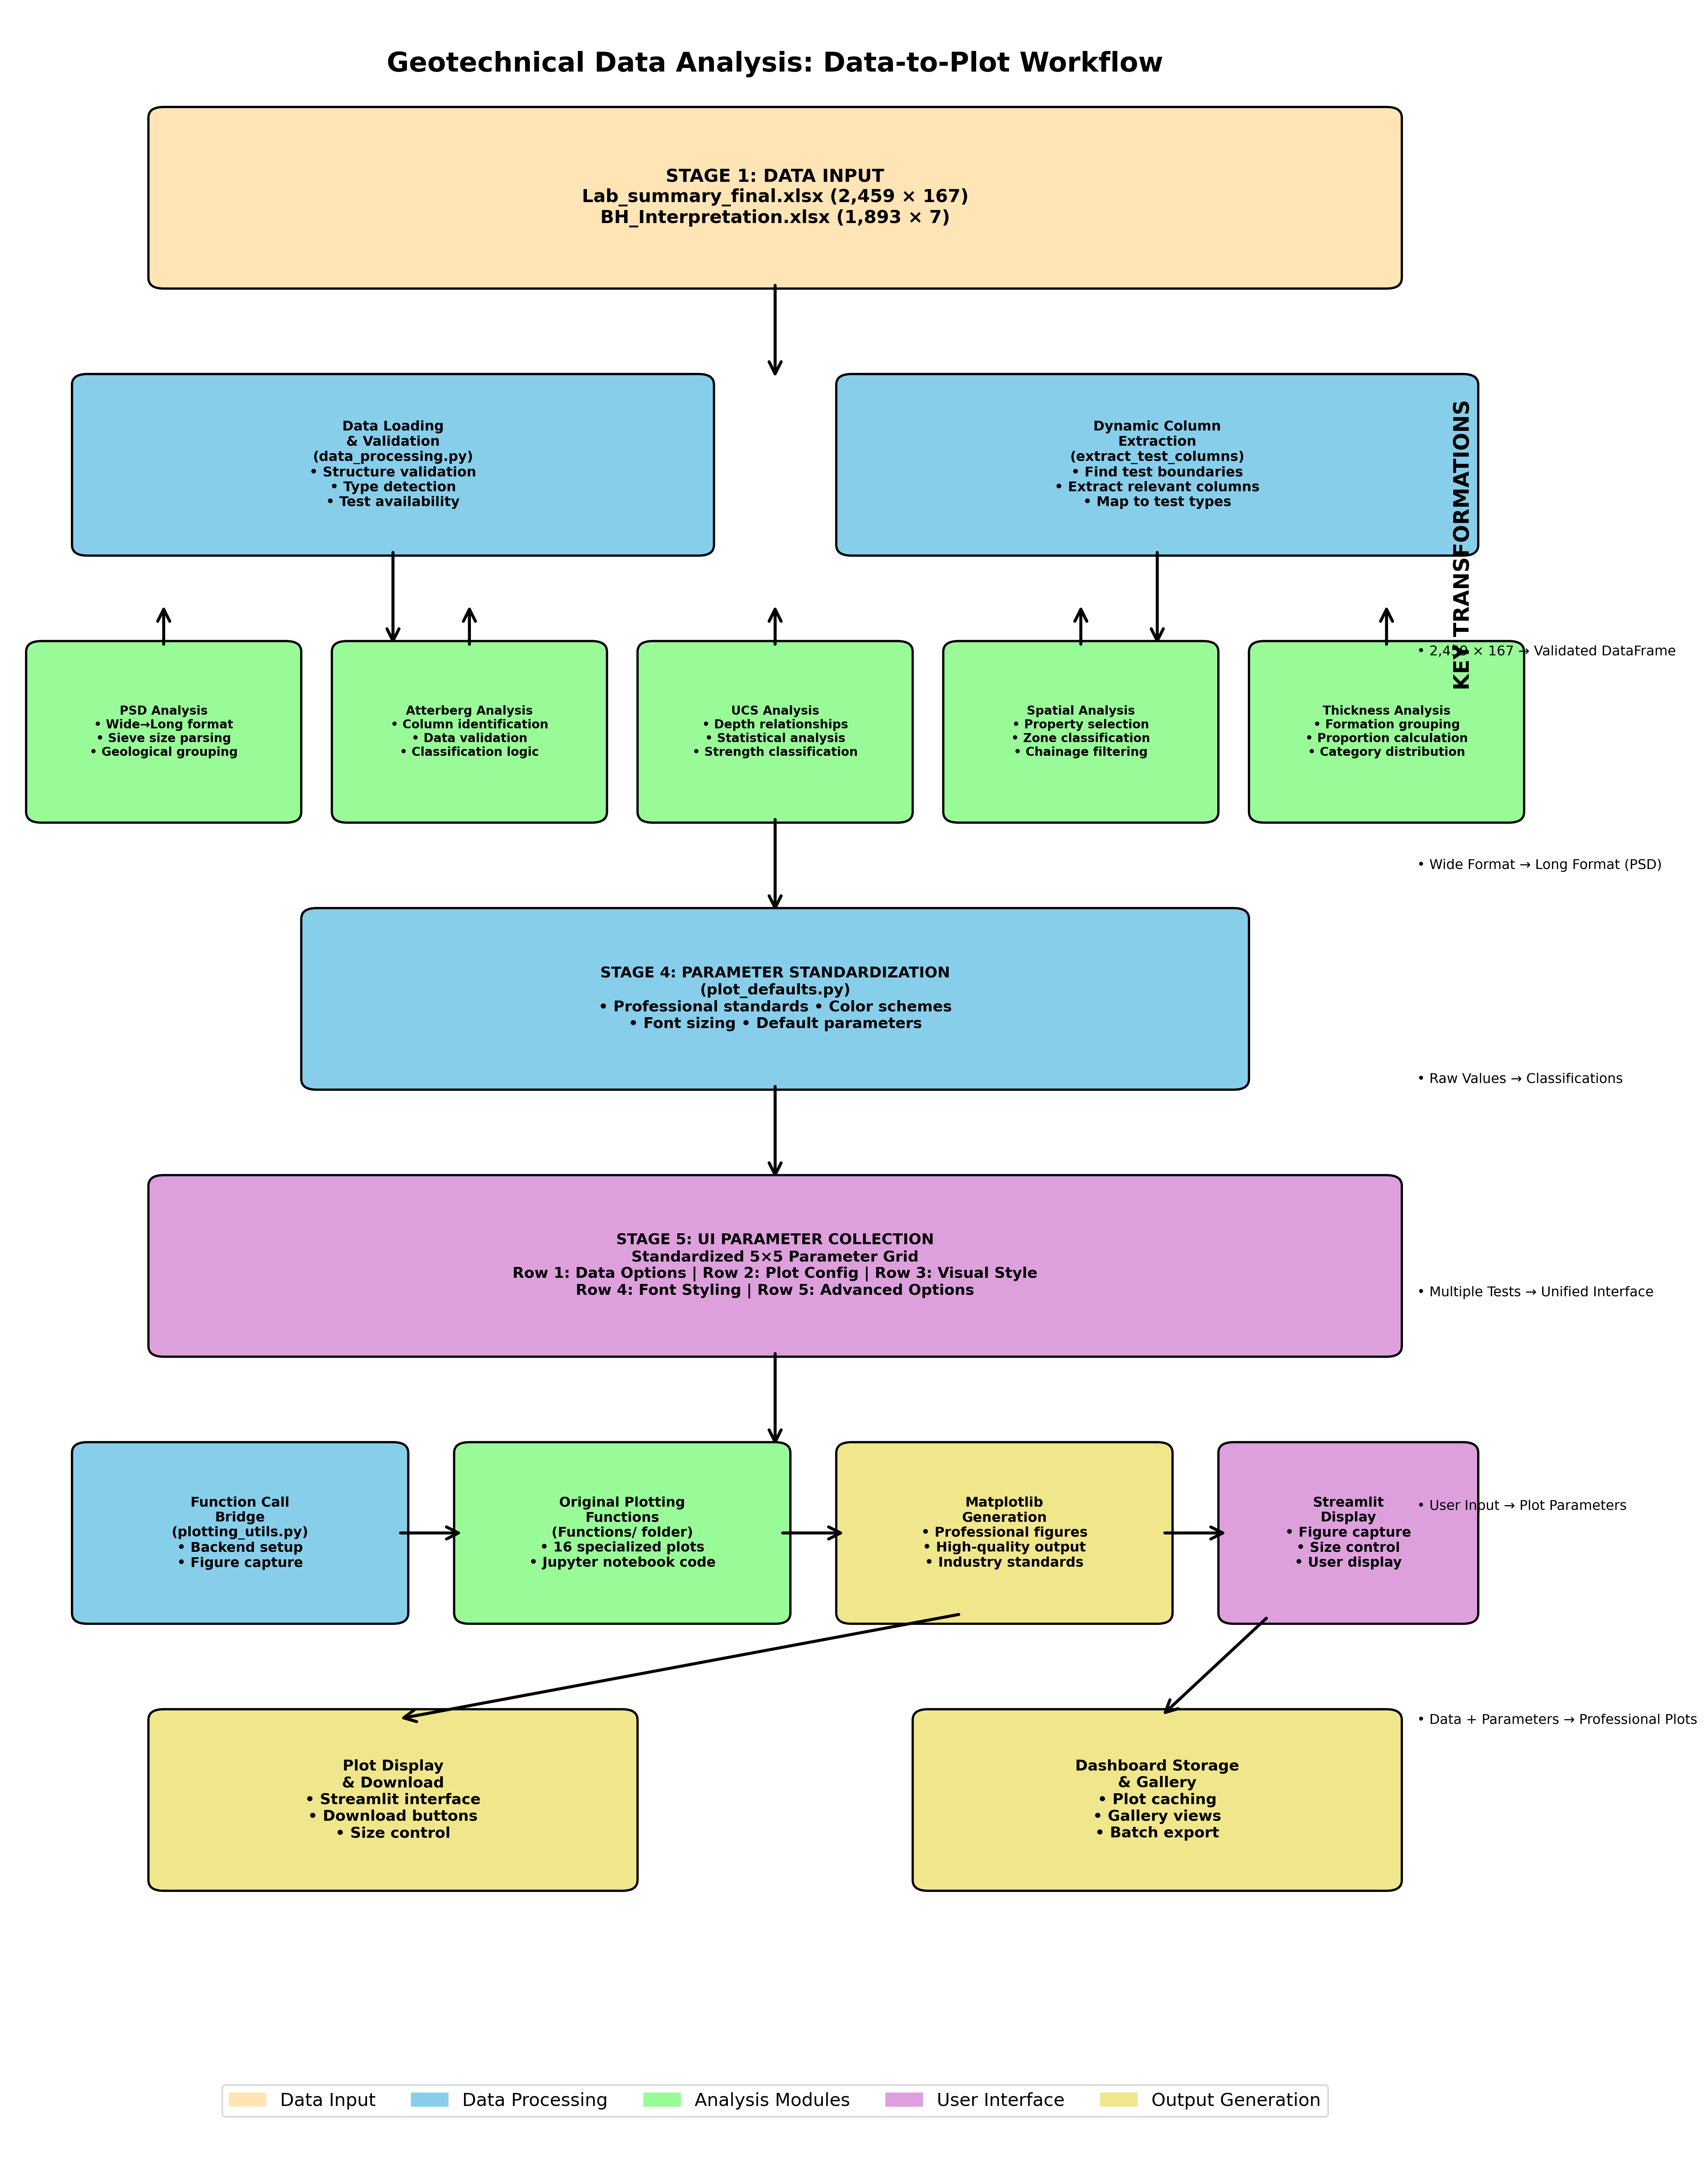 Geotechnical Data Analysis: Data-to-Plot Workflow
STAGE 1: DATA INPUT
Lab_summary_final.xlsx (2,459 × 167)
BH_Interpretation.xlsx (1,893 × 7)
Data Loading
& Validation
(data_processing.py)
• Structure validation
• Type detection
• Test availability
Dynamic Column
Extraction
(extract_test_columns)
• Find test boundaries
• Extract relevant columns
• Map to test types
KEY TRANSFORMATIONS
• 2,459 × 167 → Validated DataFrame
PSD Analysis
• Wide→Long format
• Sieve size parsing
• Geological grouping
Atterberg Analysis
• Column identification
• Data validation
• Classification logic
UCS Analysis
• Depth relationships
• Statistical analysis
• Strength classification
Spatial Analysis
• Property selection
• Zone classification
• Chainage filtering
Thickness Analysis
• Formation grouping
• Proportion calculation
• Category distribution
• Wide Format → Long Format (PSD)
STAGE 4: PARAMETER STANDARDIZATION
(plot_defaults.py)
• Professional standards • Color schemes
• Font sizing • Default parameters
• Raw Values → Classifications
STAGE 5: UI PARAMETER COLLECTION
Standardized 5×5 Parameter Grid
Row 1: Data Options | Row 2: Plot Config | Row 3: Visual Style
Row 4: Font Styling | Row 5: Advanced Options
• Multiple Tests → Unified Interface
Function Call
Bridge
(plotting_utils.py)
• Backend setup
• Figure capture
Original Plotting
Functions
(Functions/ folder)
• 16 specialized plots
• Jupyter notebook code
Matplotlib
Generation
• Professional figures
• High-quality output
• Industry standards
Streamlit
Display
• Figure capture
• Size control
• User display
• User Input → Plot Parameters
Plot Display
& Download
• Streamlit interface
• Download buttons
• Size control
Dashboard Storage
& Gallery
• Plot caching
• Gallery views
• Batch export
• Data + Parameters → Professional Plots
Data Input
Data Processing
Analysis Modules
User Interface
Output Generation